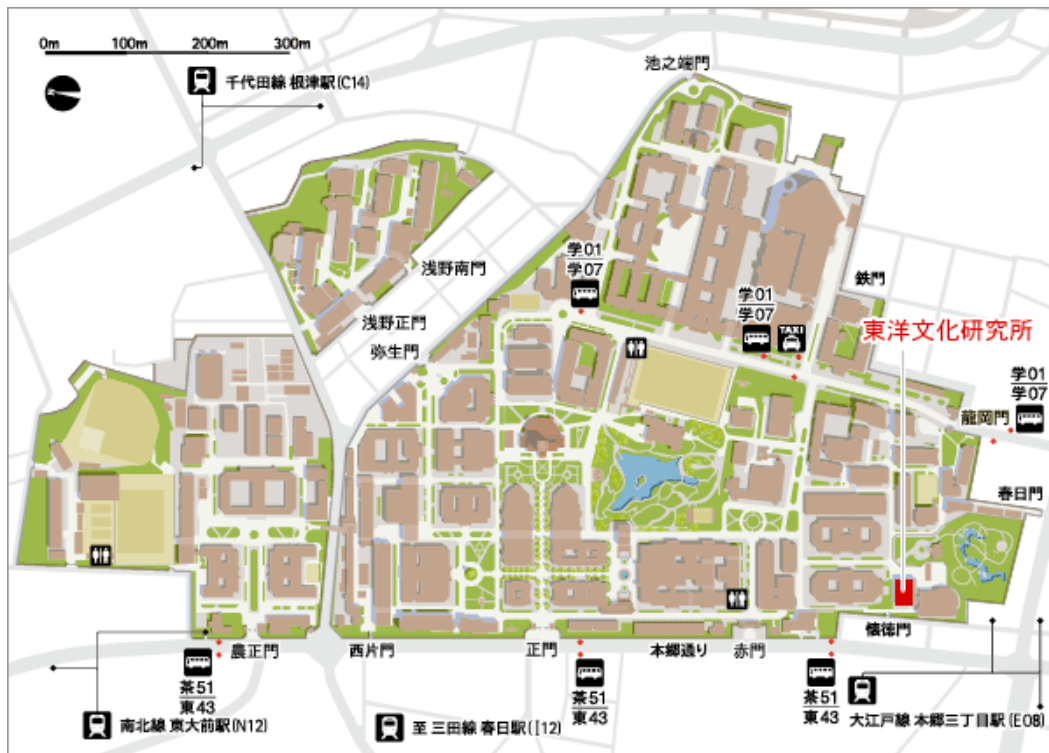 0m 100m 200m 300m
千代田線 根津駅(C14)
池之端門
浅野南門
学01
学07
学01
学07
TAXI
鉄門
浅野正門
弥生門
東洋文化研究所
学01
学07
龍岡門
春日門
農正門
西片門
正門
本郷通り
赤門
懐徳門
茶51
東43
茶51
東43
茶51
東43
南北線 東大前駅(N12)
至 三田線 春日駅(I12)
大江戸線 本郷三丁目駅(E08)